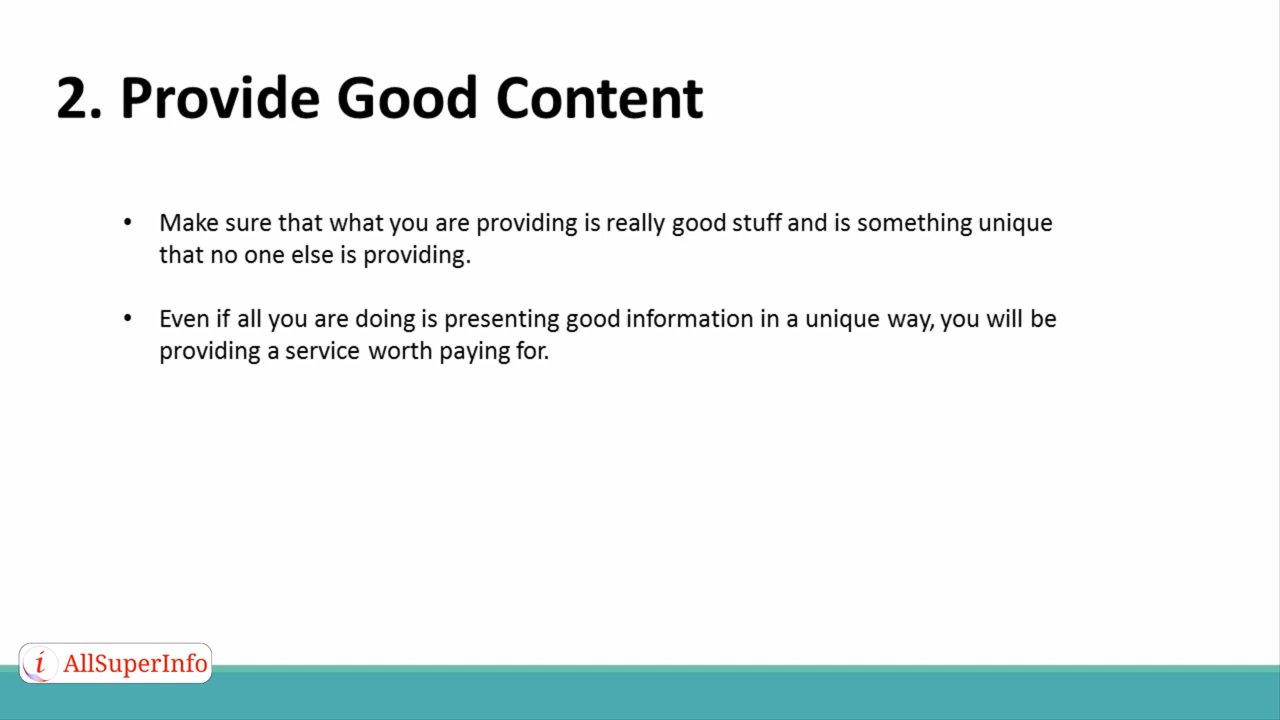 2. Provide Good Content
• Make sure that what you are providing is really good stuff and is something unique
that no one else is providing.
• Even if all you are doing is presenting good information in a unique way, you will be
providing a service worth paying for.
i AllSuperInfo